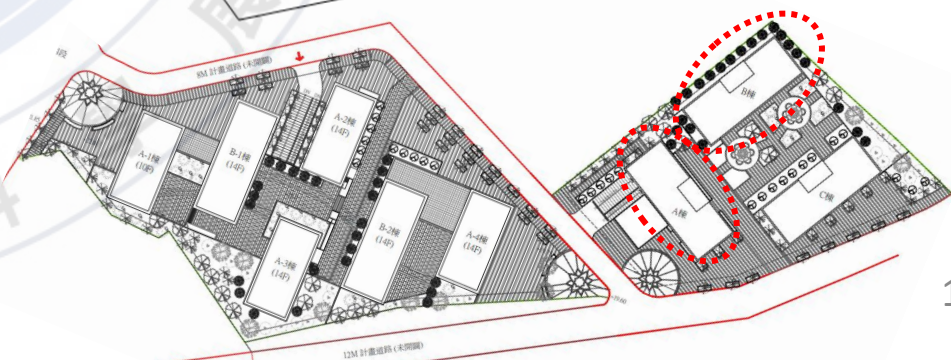 8M 計畫道路 (未開闢)
A-1棟
(10F)
B-1棟
(14F)
A-2棟
(14F)
A-3棟
(14F)
B-2棟
(14F)
A-4棟
(14F)
B棟
A棟
C棟
12M 計畫道路 (未開闢)